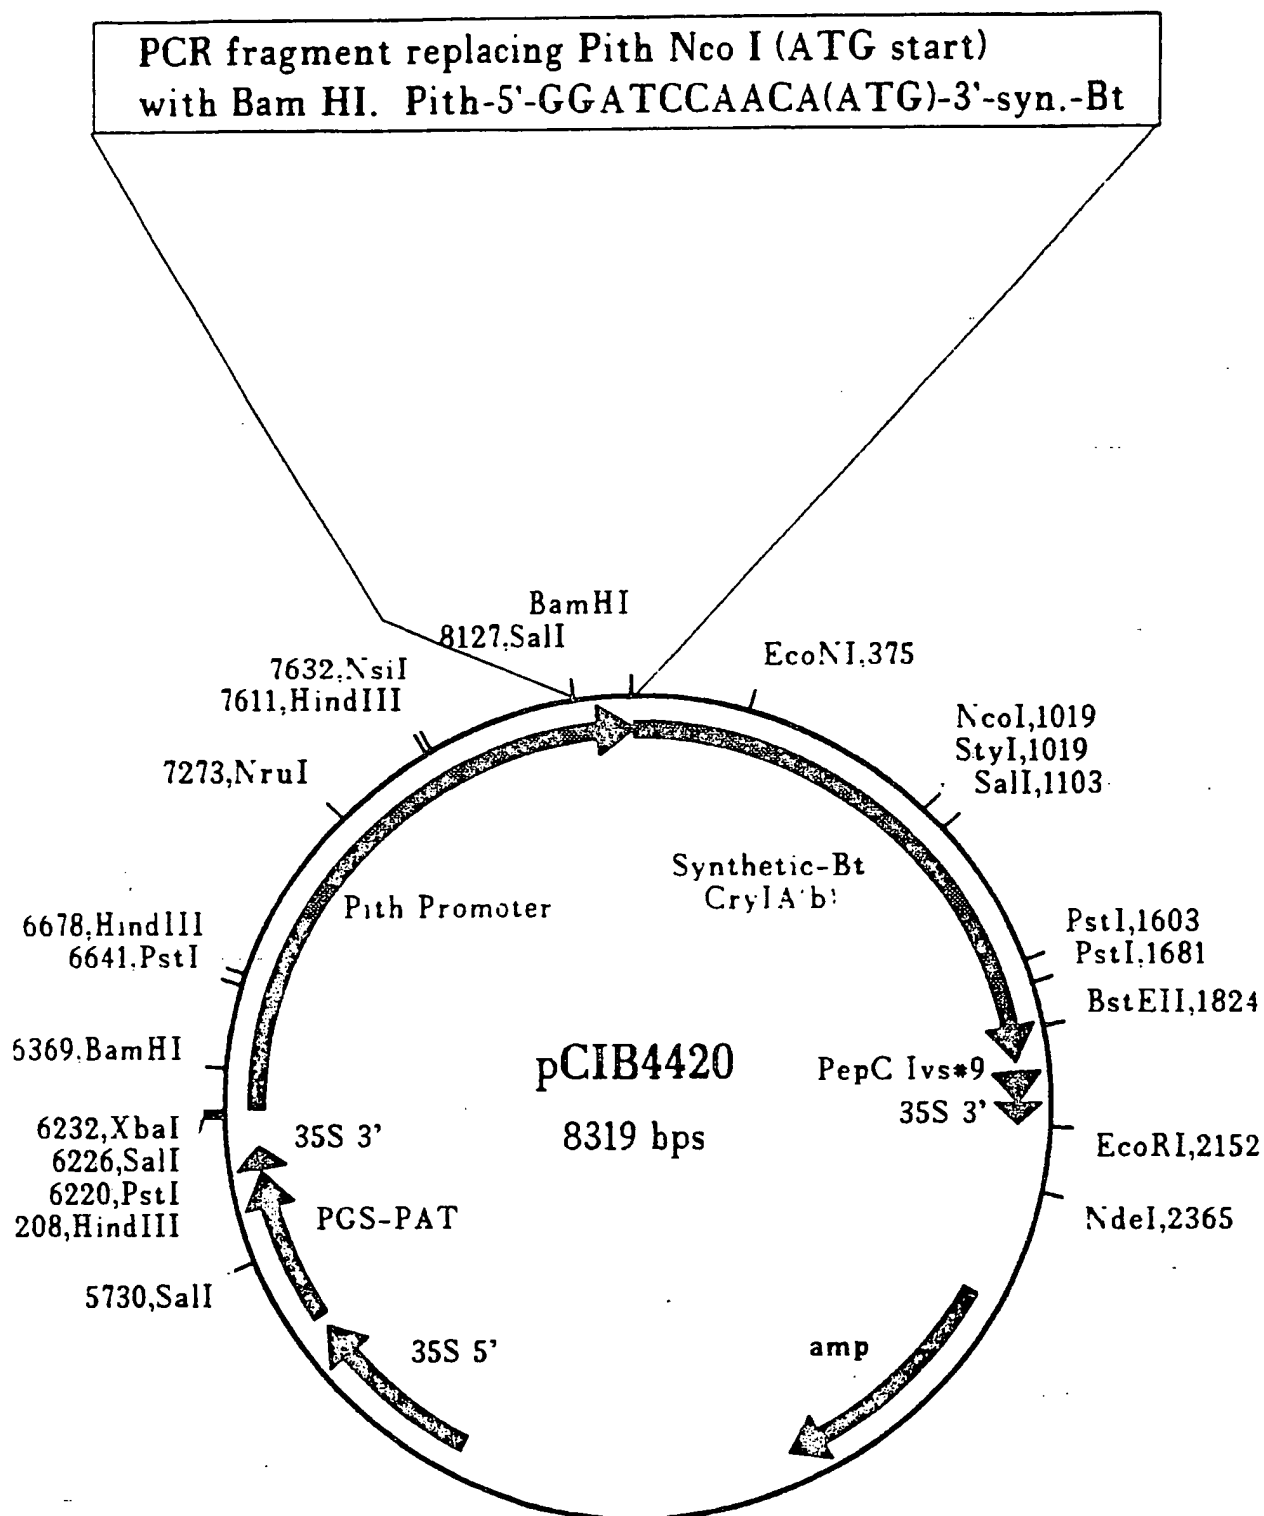 PCR fragment replacing Pith Nco I (ATG start)
with Bam HI. Pith-5'-GGATCCAACA(ATG)-3'-syn.-Bt
BamHI
8127,SalI
7632,NsiI
7611,HindIII
7273,NruI
EcoNI,375
NcoI,1019
StyI,1019
SalI,1103
Synthetic-Bt
CryIA'b'
Pith Promoter
6678,HindIII
6641,PstI
PstI,1603
PstI,1681
BstEII,1824
6369,BamHI
pCIB4420
8319 bps
PepC Ivs#9
35S 3'
6232,XbaI
6226,SalI
6220,PstI
208,HindIII
35S 3'
EcoRI,2152
NdeI,2365
PGS-PAT
5730,SalI
35S 5'
amp